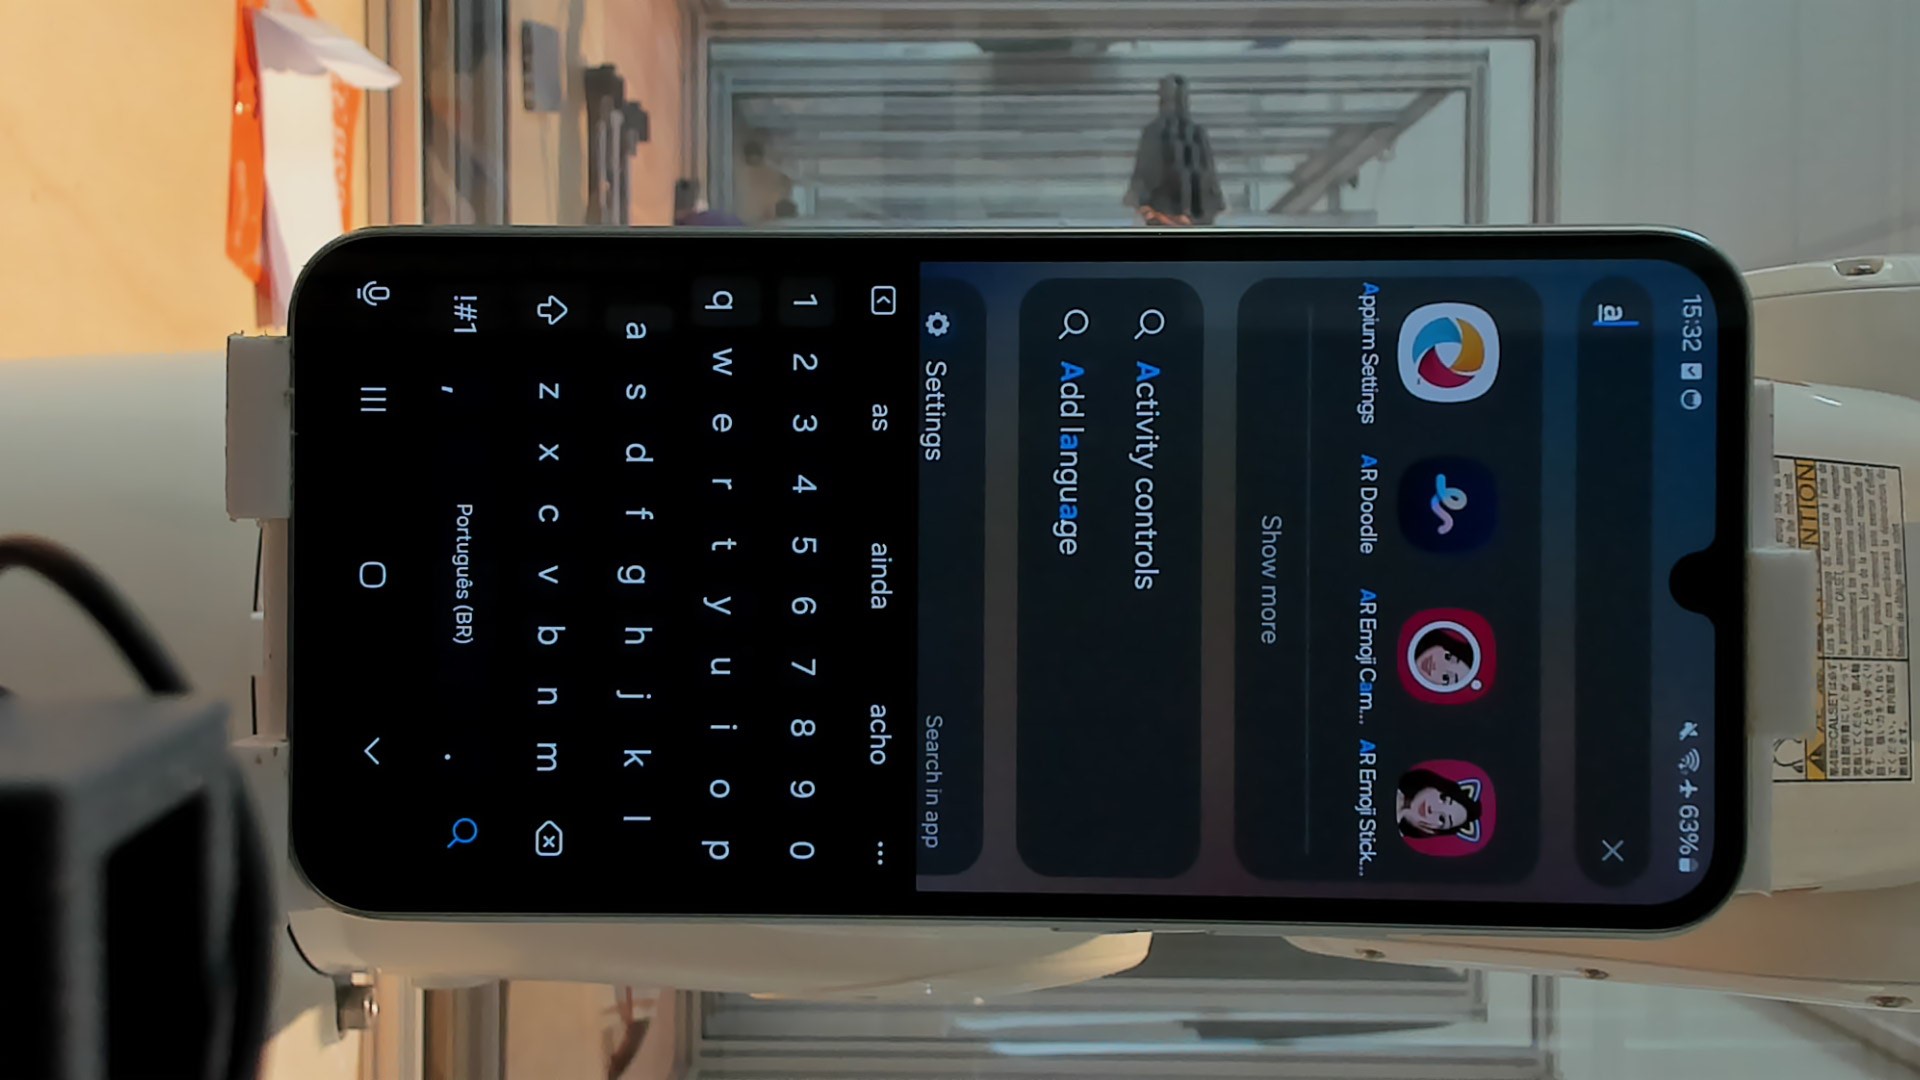 15:32 63%
a
Appium Settings AR Doodle AR Emoji Cam... AR Emoji Stick...
Show more
Activity controls
Add language
Settings Search in app
as ainda acho ...
1 2 3 4 5 6 7 8 9 0
q w e r t y u i o p
a s d f g h j k l
z x c v b n m
!#1 , Português (BR) .